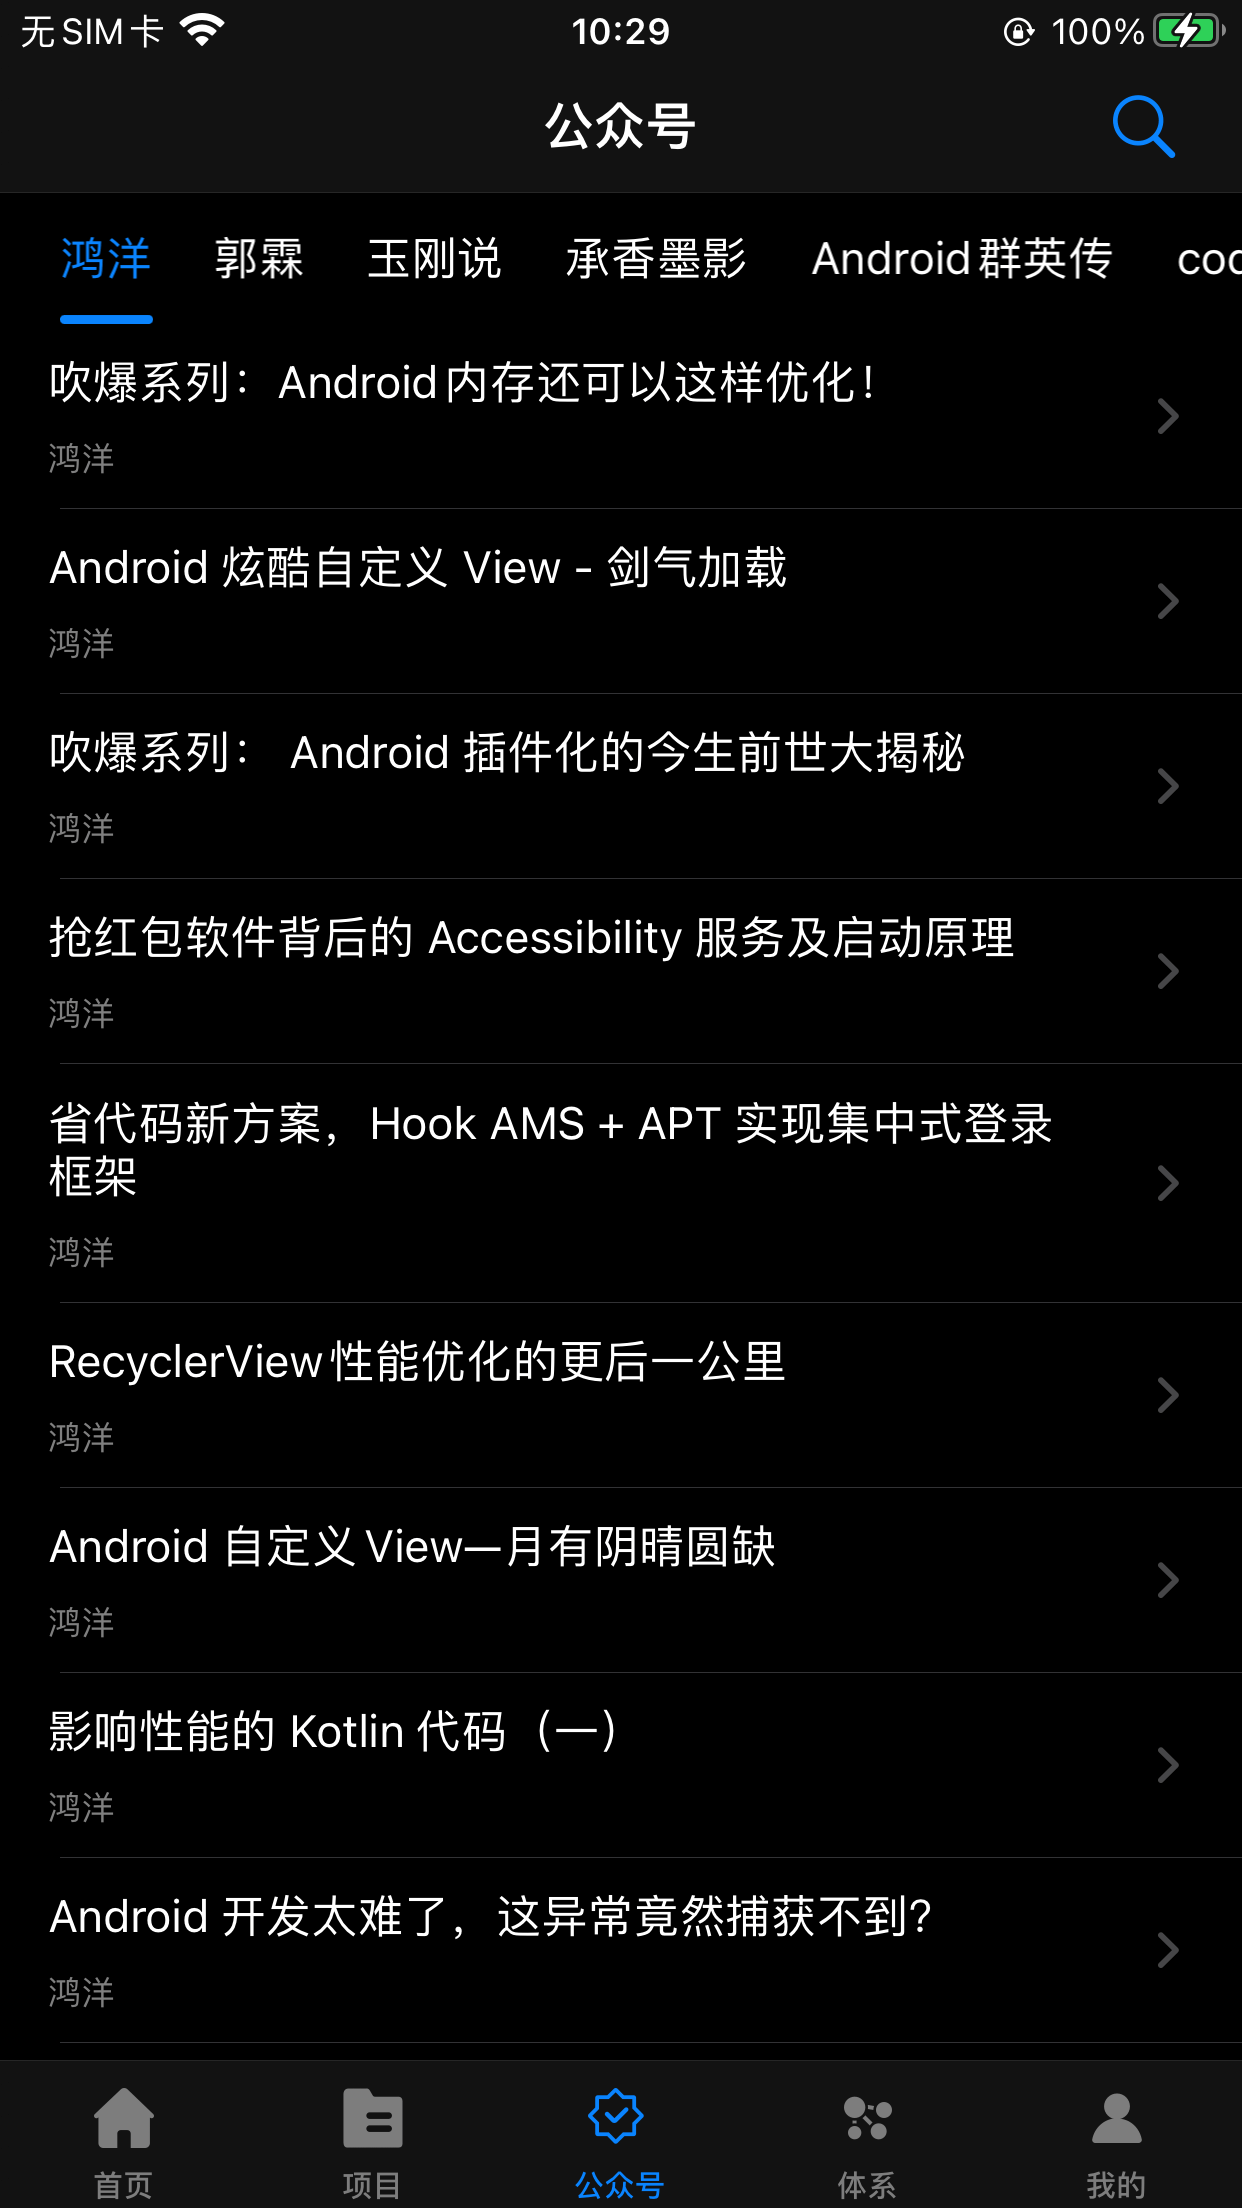 无SIM卡 10:29 100%
公众号
鸿洋 郭霖 玉刚说 承香墨影 Android群英传 cod
吹爆系列：Android内存还可以这样优化！
鸿洋
Android 炫酷自定义 View - 剑气加载
鸿洋
吹爆系列： Android 插件化的今生前世大揭秘
鸿洋
抢红包软件背后的 Accessibility 服务及启动原理
鸿洋
省代码新方案，Hook AMS + APT 实现集中式登录
框架
鸿洋
RecyclerView性能优化的更后一公里
鸿洋
Android 自定义View—月有阴晴圆缺
鸿洋
影响性能的 Kotlin 代码（一）
鸿洋
Android 开发太难了，这异常竟然捕获不到？
鸿洋
首页 项目 公众号 体系 我的